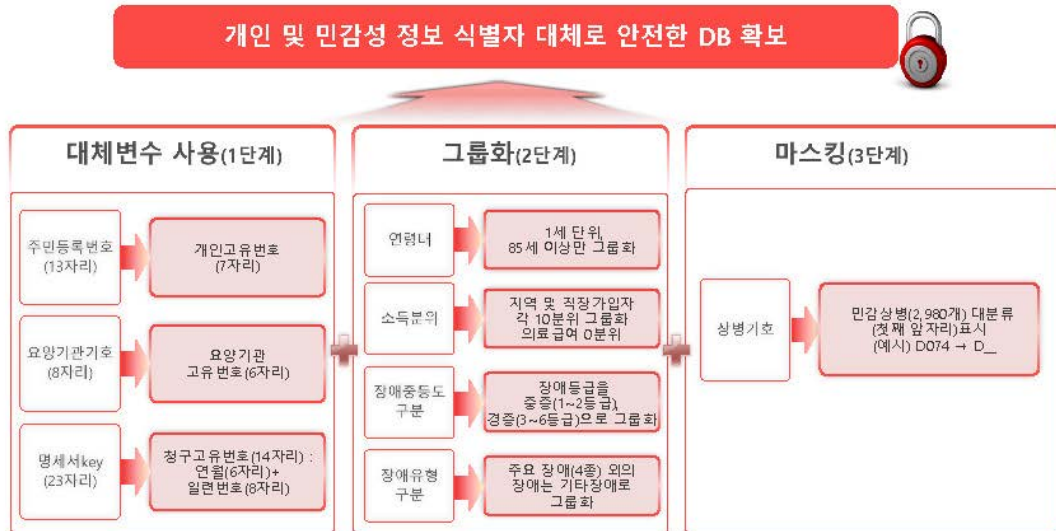 개인 및 민감성 정보 식별자 대체로 안전한 DB 확보
대체변수 사용(1단계)
주민등록번호
(13자리)
개인고유번호
(7자리)
요양기관기호
(8자리)
요양기관
고유번호(6자리)
명세서key
(23자리)
청구고유번호(14자리) :
연월(6자리)+
일련번호(8자리)
그룹화(2단계)
연령대
1세 단위,
85세 이상만 그룹화
소득분위
지역 및 직장가입자
각 10분위 그룹화
의료급여 0분위
장애중등도
구분
장애등급을
중증(1~2등급),
경증(3~6등급)으로 그룹화
장애유형
구분
주요 장애(4종) 외의
장애는 기타장애로
그룹화
마스킹(3단계)
상병기호
민감상병(2,980개) 대분류
(첫째 앞자리)표시
(예시) D074 → D__